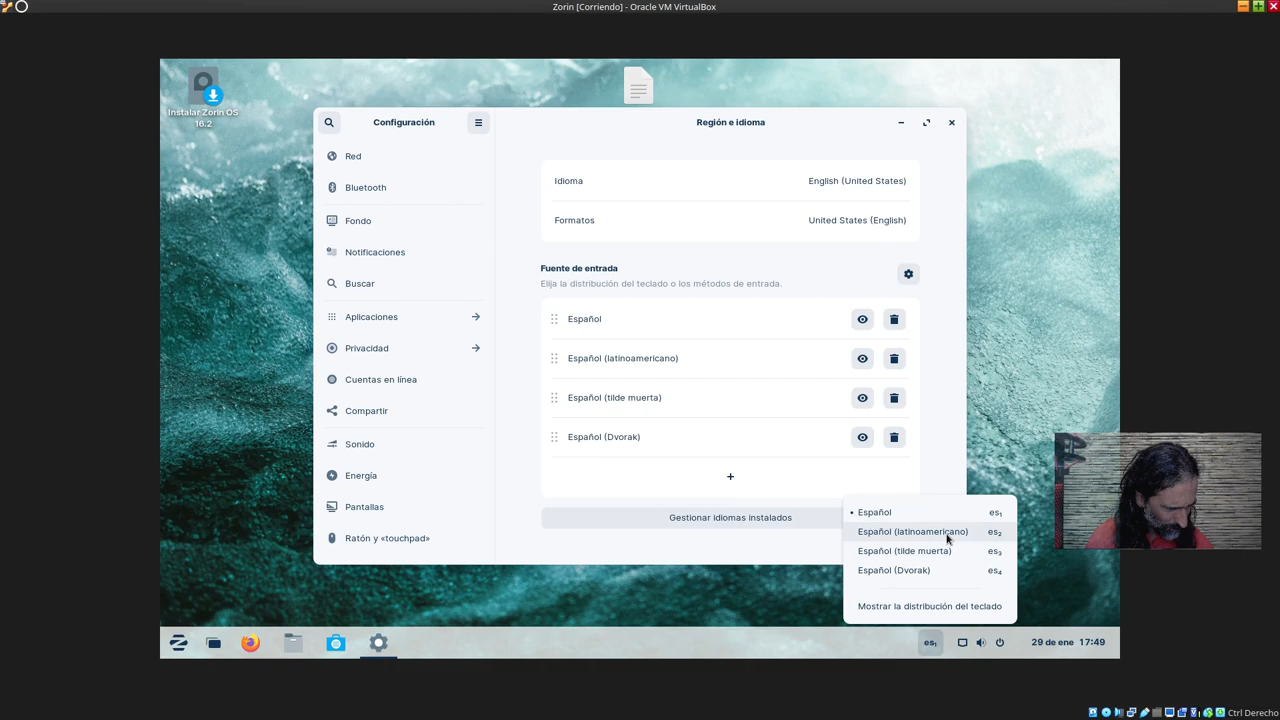 Zorin [Corriendo] - Oracle VM VirtualBox
Instalar Zorin OS
16.2
Configuración
Región e idioma
Red
Bluetooth
Fondo
Notificaciones
Buscar
Aplicaciones
Privacidad
Cuentas en línea
Compartir
Sonido
Energía
Pantallas
Ratón y «touchpad»
Idioma English (United States)
Formatos United States (English)
Fuente de entrada
Elija la distribución del teclado o los métodos de entrada.
Español
Español (latinoamericano)
Español (tilde muerta)
Español (Dvorak)
+
Gestionar idiomas instalados
• Español es₁
Español (latinoamericano) es₂
Español (tilde muerta) es₃
Español (Dvorak) es₄
Mostrar la distribución del teclado
es₁
29 de ene 17:49
Ctrl Derecho